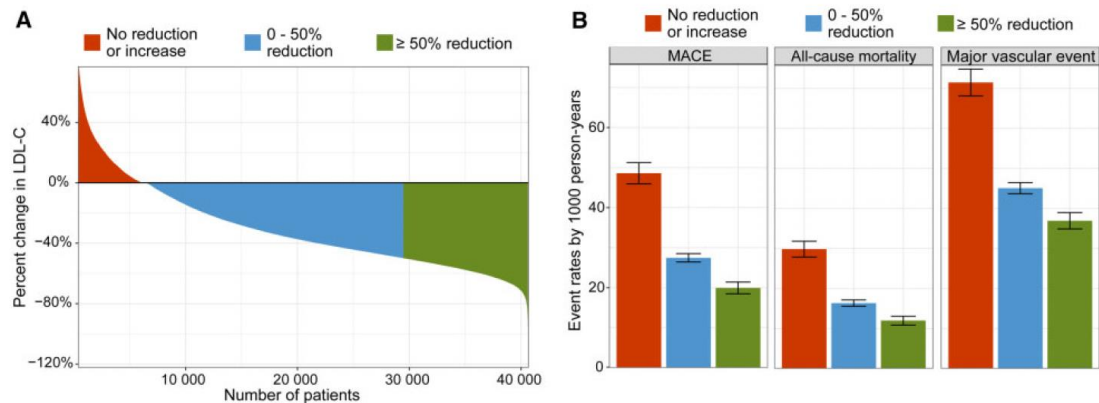 A
No reduction
or increase
0 - 50%
reduction
≥ 50% reduction
Percent change in LDL-C
40%
0%
−40%
−80%
−120%
10 000
20 000
30 000
40 000
Number of patients
B
No reduction
or increase
0 - 50%
reduction
≥ 50% reduction
MACE
All-cause mortality
Major vascular event
Event rates by 1000 person-years
60
40
20
0